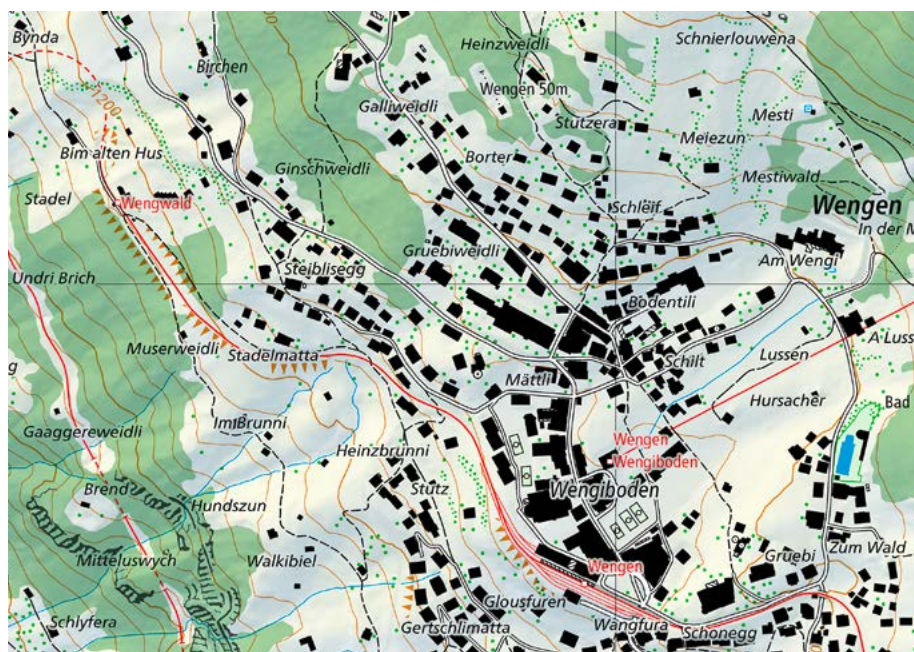 Bynda
Heinzweidli
Schnierlouwena
Birchen
Wengen 50m
1200
Galliweidli
Mesti
Stutzera
Meiezun
Bim alten Hus
Borter
Ginschweidli
Mestiwald
Stadel
Wengwald
Schleif
Wengen
In der M
Gruebiweidli
Am Wengi
Steiblisegg
Undri Brich
Bodentili
Muserweidli
Stadelmatta
Schilt
Lussen
A Luss
g
Mättli
Hursacher
Bad
Gaaggereweidli
Im Brunni
Wengen
Wengiboden
Heinzbrunni
Brend
Hundszun
Stutz
Wengiboden
Mitteluswych
Walkibiel
Wengen
Gruebi
Zum Wald
Schlyfera
Glousfuren
Gertschlimatta
Wangfura
Schonegg